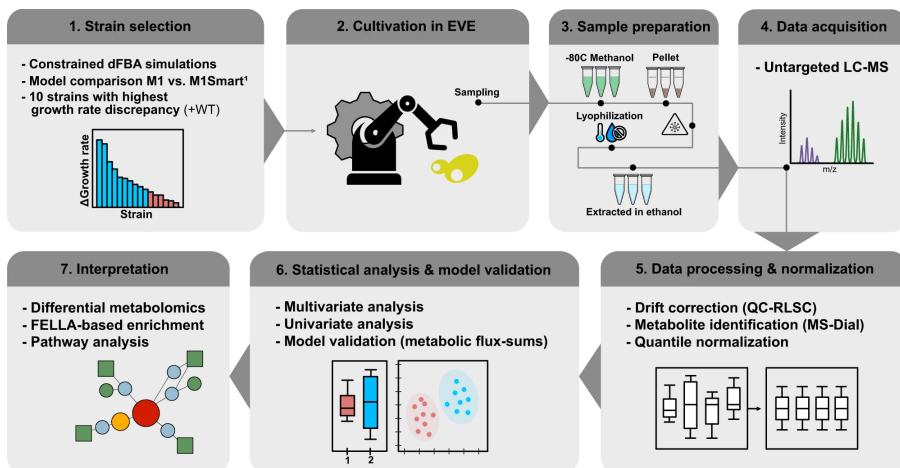 1. Strain selection
- Constrained dFBA simulations
- Model comparison M1 vs. M1Smart¹
- 10 strains with highest
growth rate discrepancy (+WT)
ΔGrowth rate
Strain
2. Cultivation in EVE
Sampling
3. Sample preparation
-80C Methanol
Pellet
Lyophilization
Extracted in ethanol
4. Data acquisition
- Untargeted LC-MS
Intensity
m/z
5. Data processing & normalization
- Drift correction (QC-RLSC)
- Metabolite identification (MS-Dial)
- Quantile normalization
6. Statistical analysis & model validation
- Multivariate analysis
- Univariate analysis
- Model validation (metabolic flux-sums)
1
2
7. Interpretation
- Differential metabolomics
- FELLA-based enrichment
- Pathway analysis